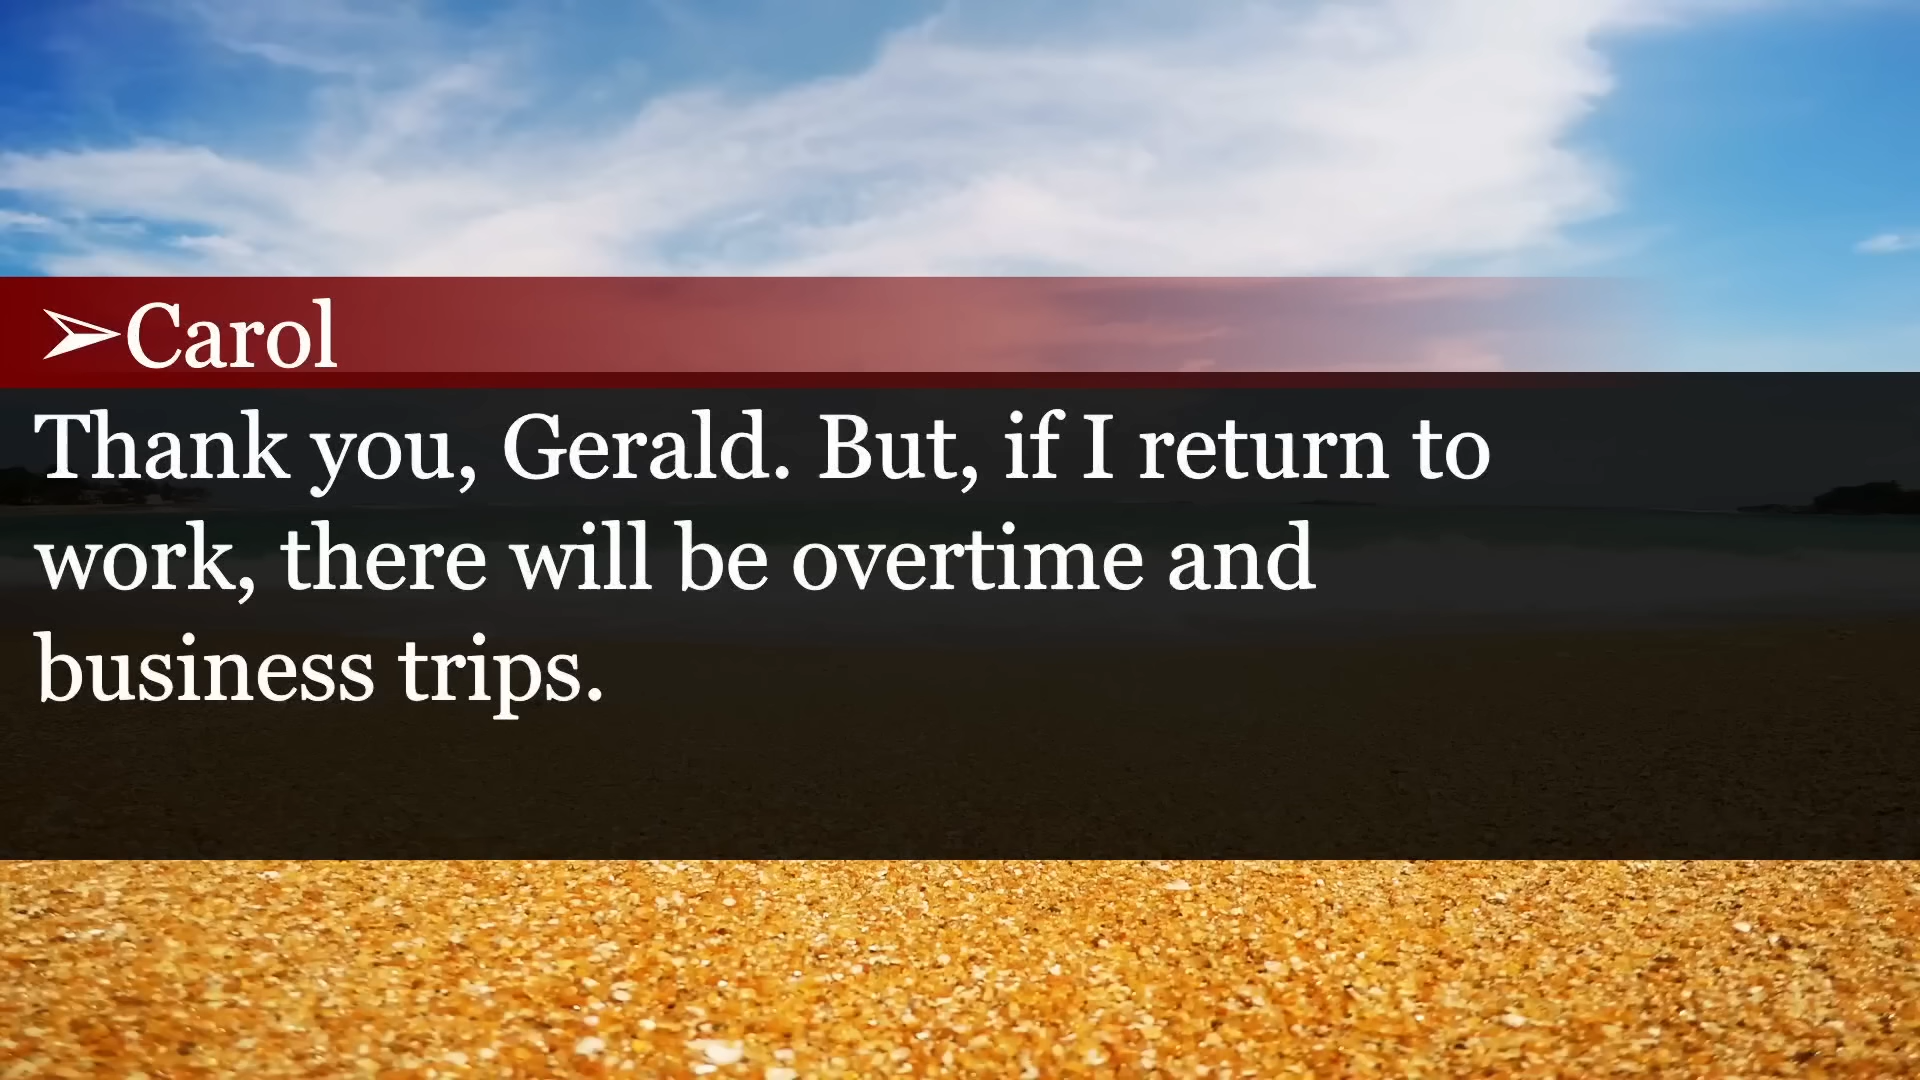 ➢Carol
Thank you, Gerald. But, if I return to
work, there will be overtime and
business trips.